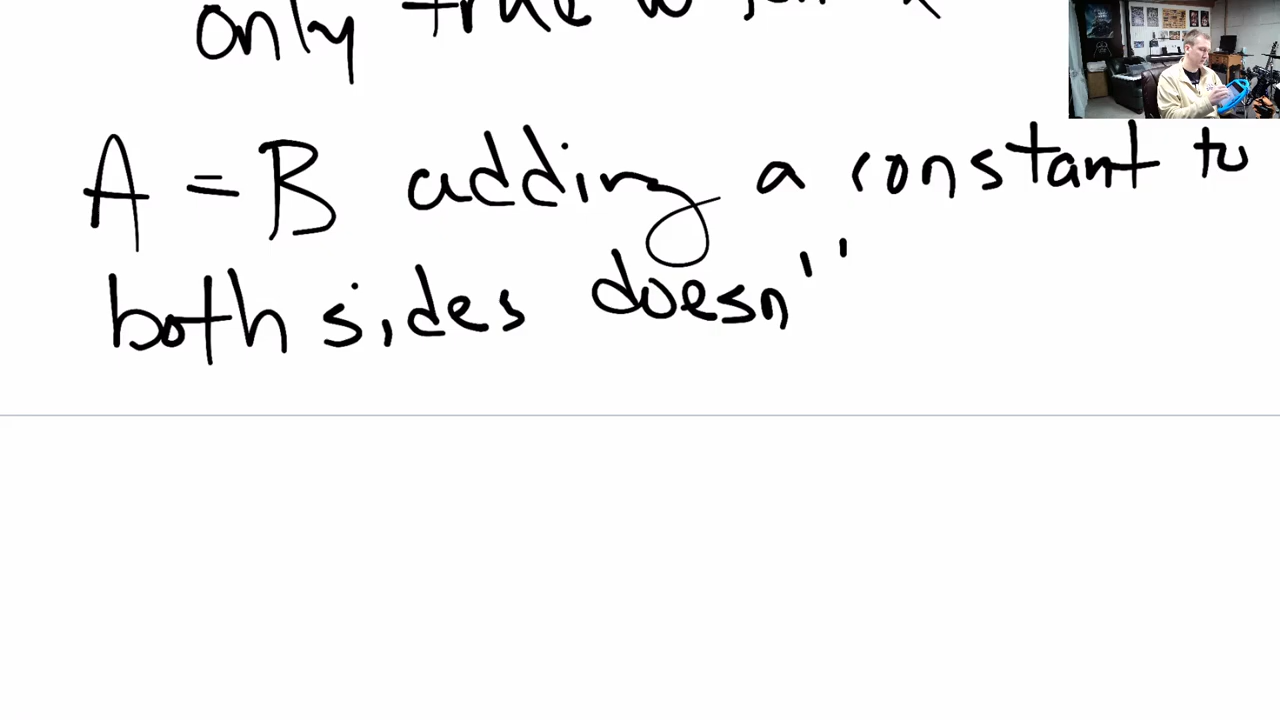 only true
A = B adding a constant to
both sides doesn'